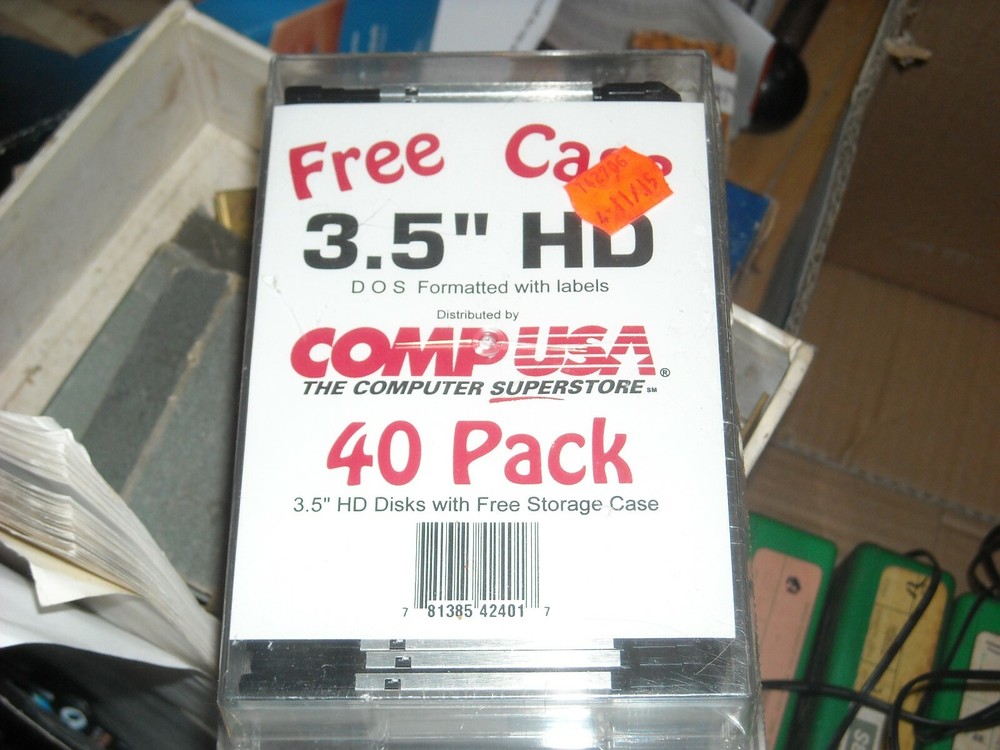 Free Case
3.5" HD
DOS Formatted with labels
Distributed by
COMPUSA®
THE COMPUTER SUPERSTORE℠
40 Pack
3.5" HD Disks with Free Storage Case
7 81385 42401 7